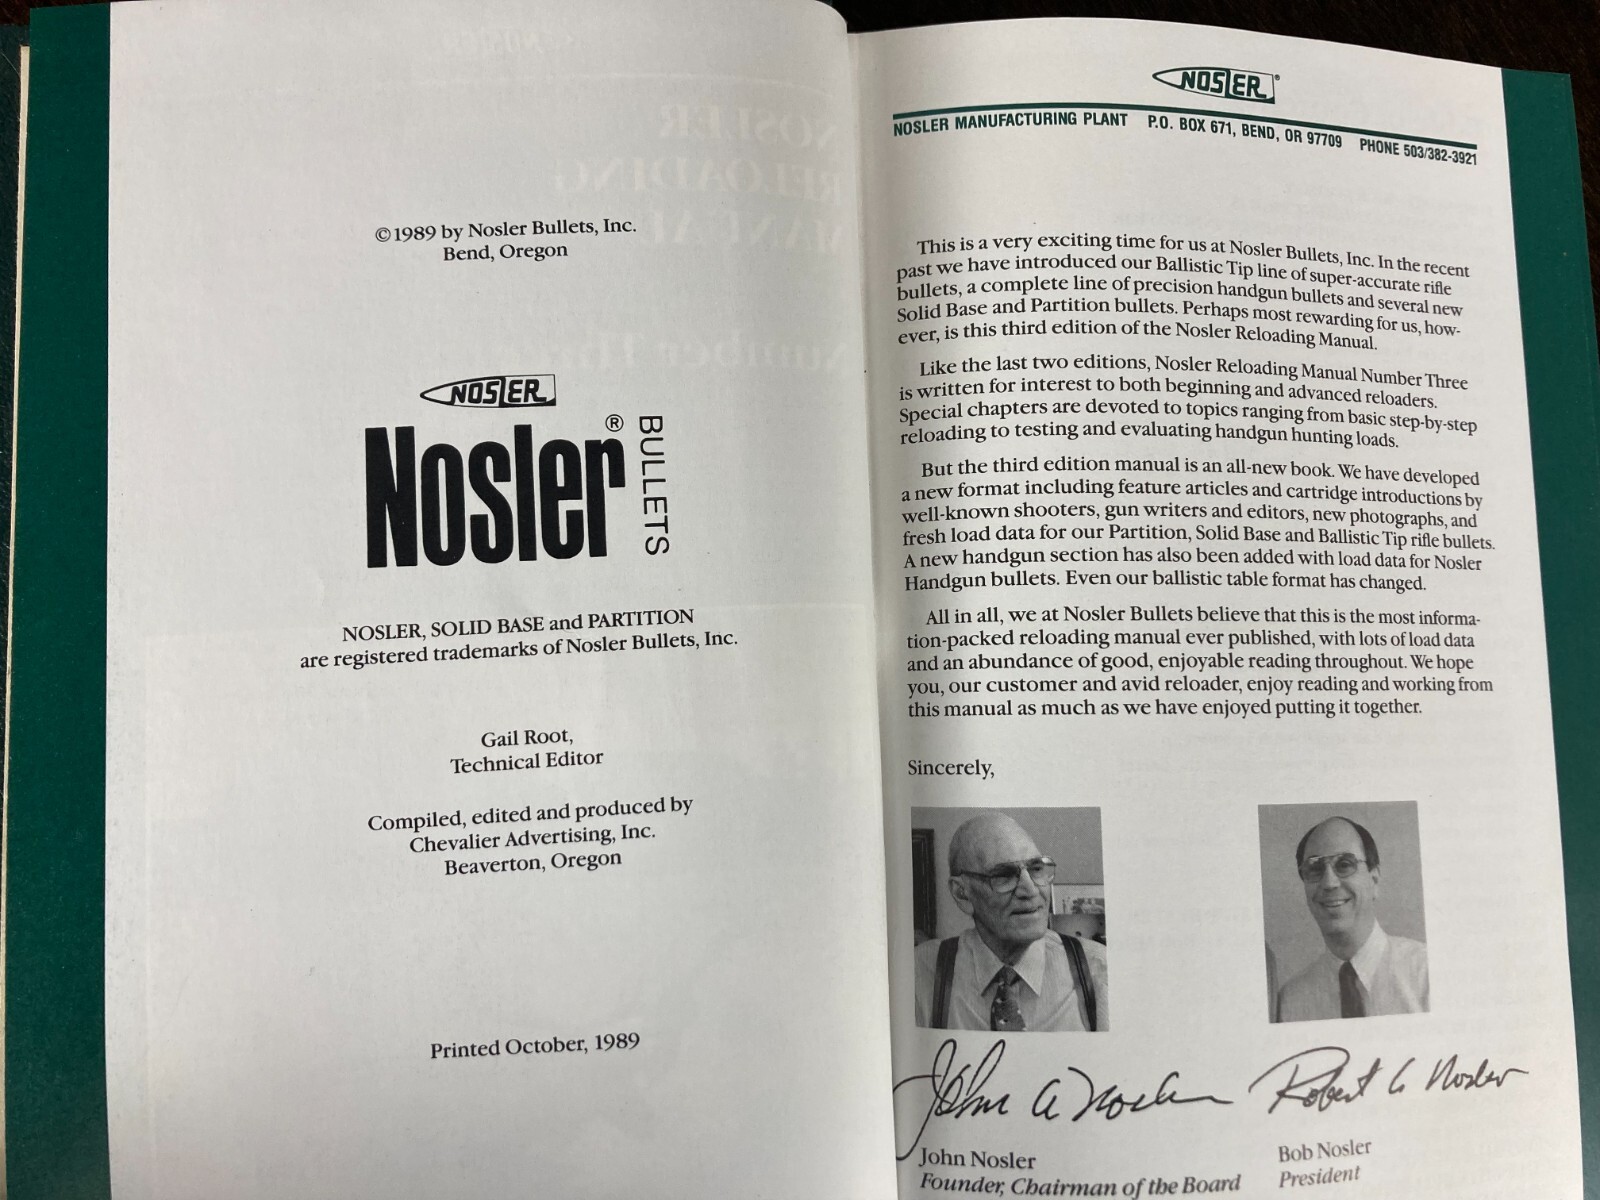 ©1989 by Nosler Bullets, Inc.
Bend, Oregon
NOSLER
Nosler® BULLETS
NOSLER, SOLID BASE and PARTITION
are registered trademarks of Nosler Bullets, Inc.
Gail Root,
Technical Editor
Compiled, edited and produced by
Chevalier Advertising, Inc.
Beaverton, Oregon
Printed October, 1989
NOSLER®
NOSLER MANUFACTURING PLANT P.O. BOX 671, BEND, OR 97709 PHONE 503/382-3921
This is a very exciting time for us at Nosler Bullets, Inc. In the recent
past we have introduced our Ballistic Tip line of super-accurate rifle
bullets, a complete line of precision handgun bullets and several new
Solid Base and Partition bullets. Perhaps most rewarding for us, how-
ever, is this third edition of the Nosler Reloading Manual.
Like the last two editions, Nosler Reloading Manual Number Three
is written for interest to both beginning and advanced reloaders.
Special chapters are devoted to topics ranging from basic step-by-step
reloading to testing and evaluating handgun hunting loads.
But the third edition manual is an all-new book. We have developed
a new format including feature articles and cartridge introductions by
well-known shooters, gun writers and editors, new photographs, and
fresh load data for our Partition, Solid Base and Ballistic Tip rifle bullets.
A new handgun section has also been added with load data for Nosler
Handgun bullets. Even our ballistic table format has changed.
All in all, we at Nosler Bullets believe that this is the most informa-
tion-packed reloading manual ever published, with lots of load data
and an abundance of good, enjoyable reading throughout. We hope
you, our customer and avid reloader, enjoy reading and working from
this manual as much as we have enjoyed putting it together.
Sincerely,
John A Nosler
Robert G Nosler
John Nosler
Founder, Chairman of the Board
Bob Nosler
President